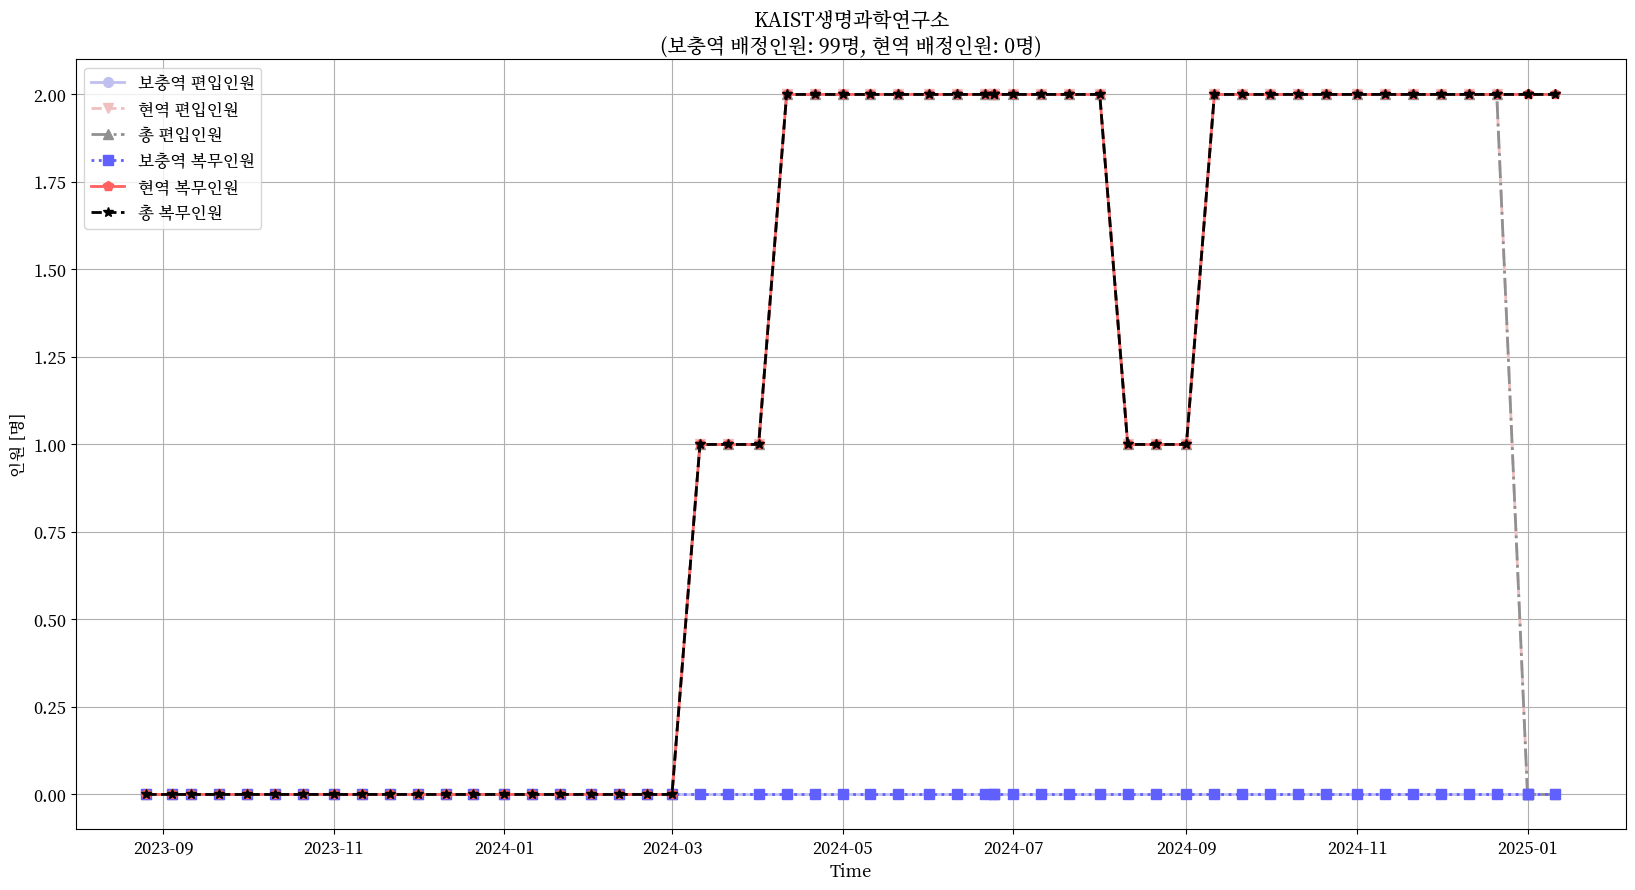 KAIST생명과학연구소
(보충역 배정인원: 99명, 현역 배정인원: 0명)
보충역 편입인원
현역 편입인원
총 편입인원
보충역 복무인원
현역 복무인원
총 복무인원
2.00
1.75
1.50
1.25
1.00
0.75
0.50
0.25
0.00
인원 [명]
2023-09
2023-11
2024-01
2024-03
2024-05
2024-07
2024-09
2024-11
2025-01
Time